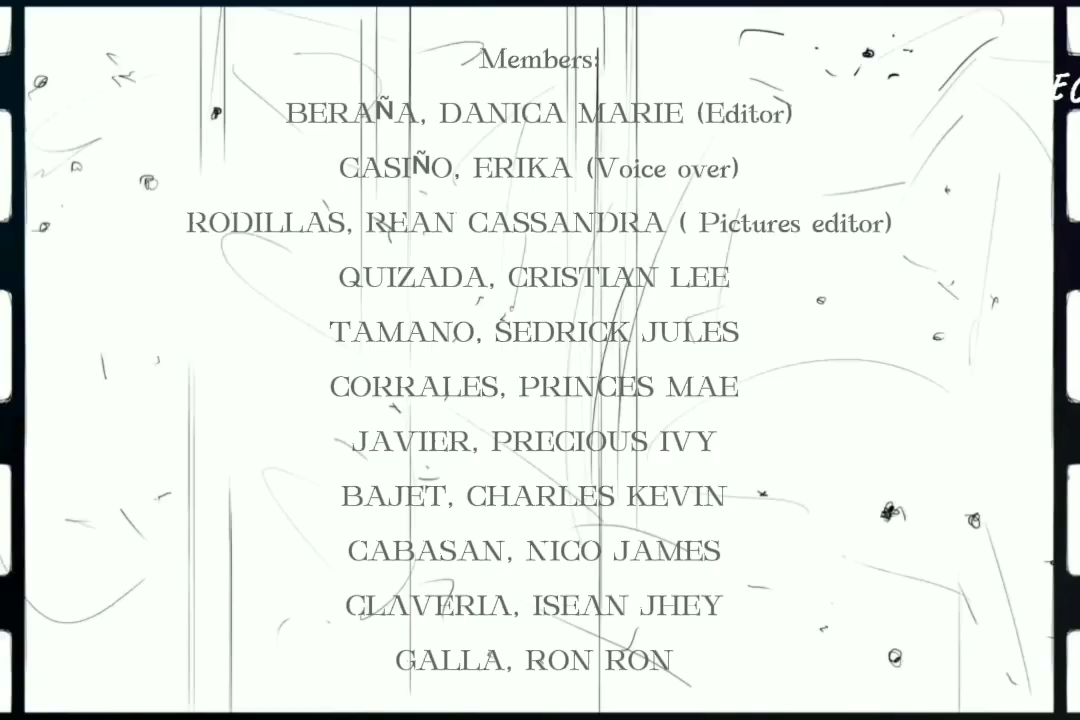 Members:
BERAÑA, DANICA MARIE (Editor)
CASIÑO, ERIKA (Voice over)
RODILLAS, REAN CASSANDRA ( Pictures editor)
QUIZADA, CRISTIAN LEE
TAMANO, SEDRICK JULES
CORRALES, PRINCES MAE
JAVIER, PRECIOUS IVY
BAJET, CHARLES KEVIN
CABASAN, NICO JAMES
CLAVERIA, ISEAN JHEY
GALLA, RON RON